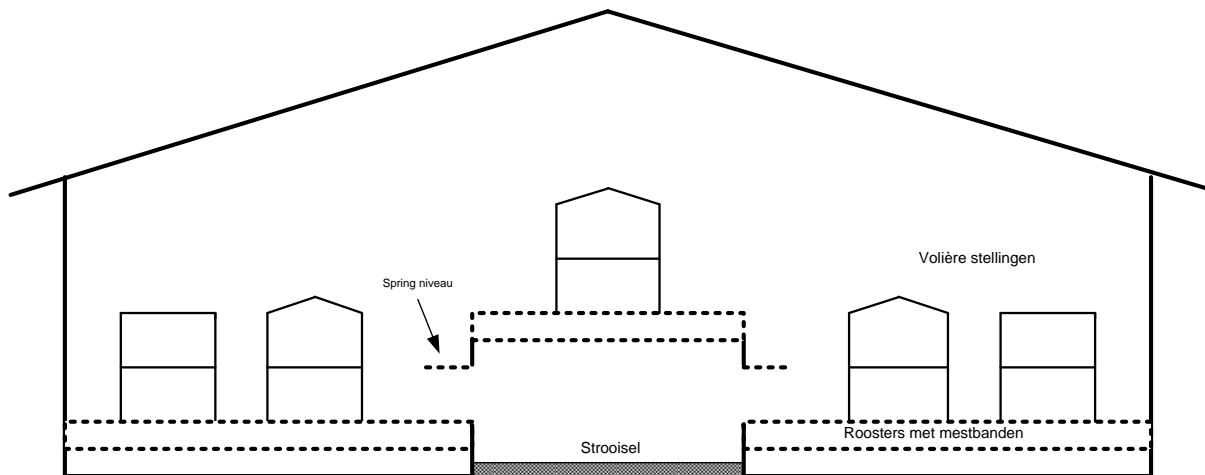 Volière stellingen
Spring niveau
Roosters met mestbanden
Strooisel